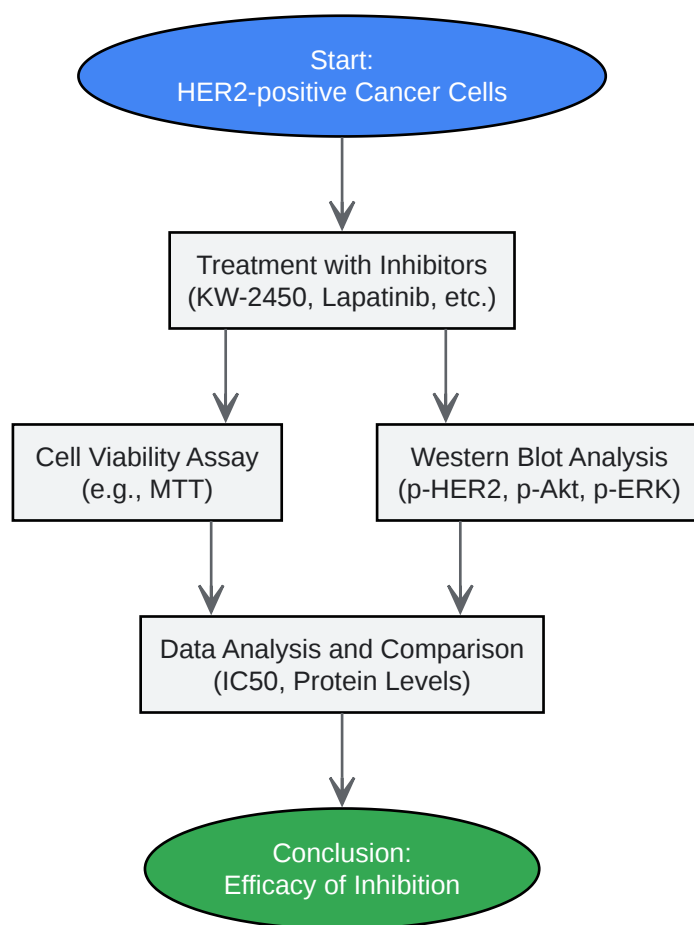 Start:
HER2-positive Cancer Cells
Treatment with Inhibitors
(KW-2450, Lapatinib, etc.)
Cell Viability Assay
(e.g., MTT)
Western Blot Analysis
(p-HER2, p-Akt, p-ERK)
Data Analysis and Comparison
(IC50, Protein Levels)
Conclusion:
Efficacy of Inhibition